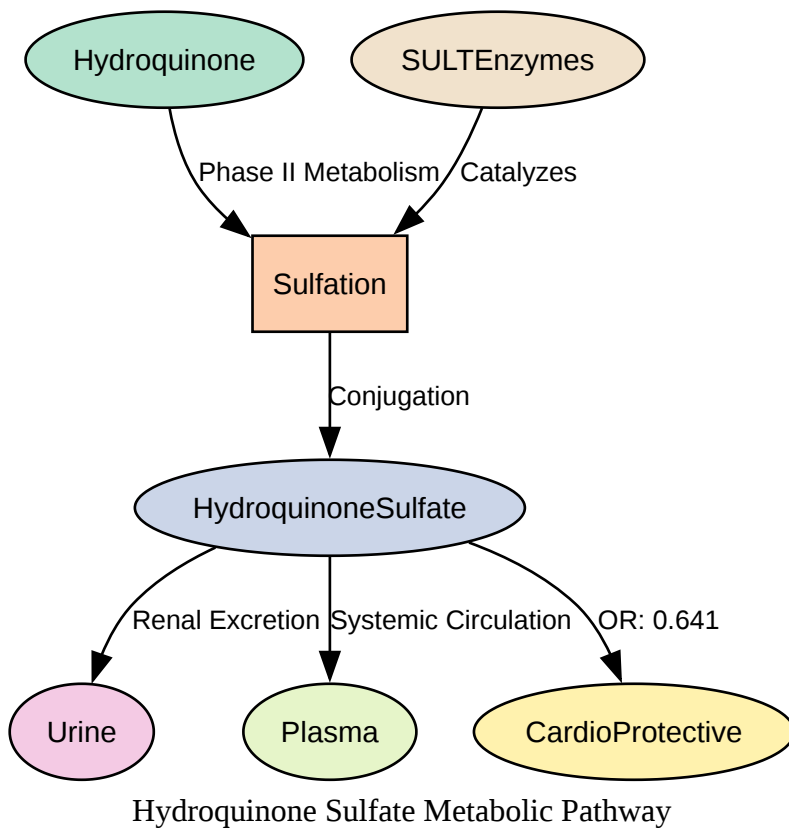 Hydroquinone
SULTEnzymes
Phase II Metabolism
Catalyzes
Sulfation
Conjugation
HydroquinoneSulfate
Renal Excretion
Systemic Circulation
OR: 0.641
Urine
Plasma
CardioProtective
Hydroquinone Sulfate Metabolic Pathway